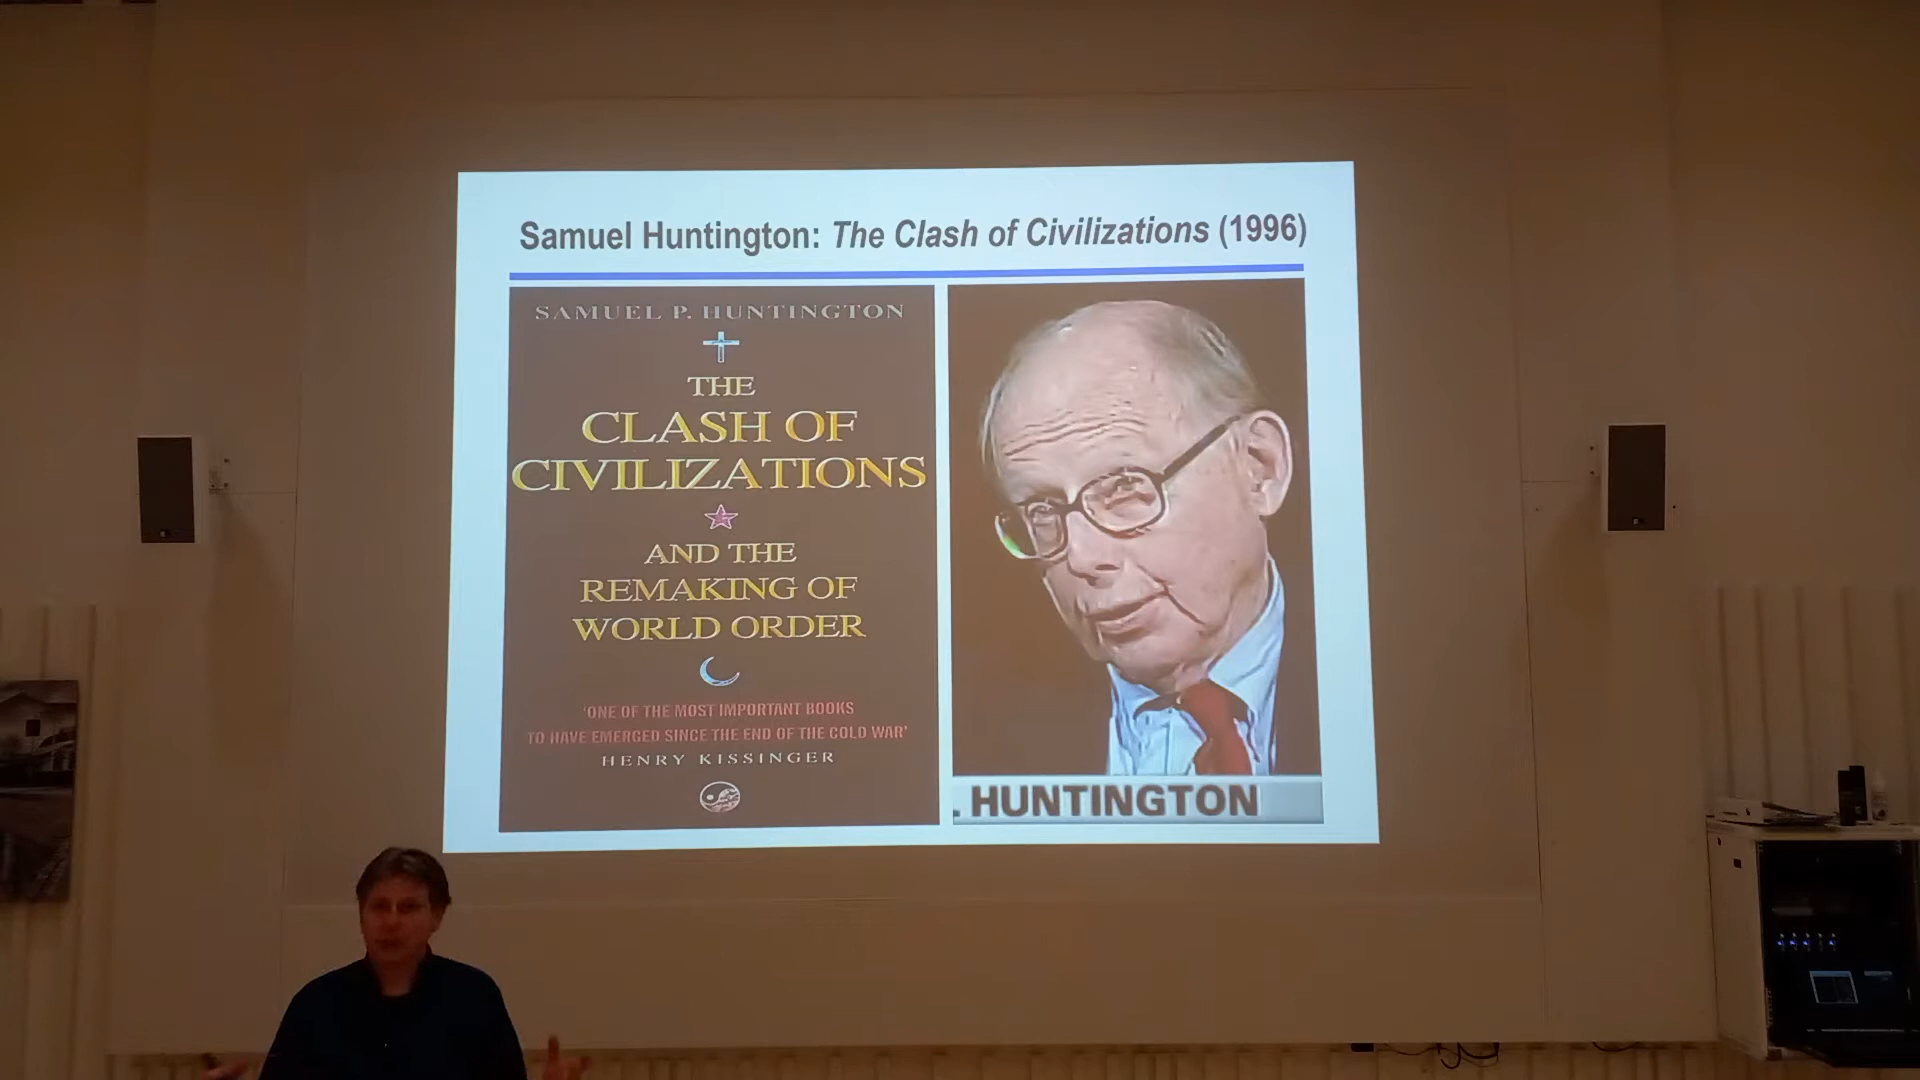 Samuel Huntington: The Clash of Civilizations (1996)
SAMUEL P. HUNTINGTON
THE
CLASH OF
CIVILIZATIONS
AND THE
REMAKING OF
WORLD ORDER
'ONE OF THE MOST IMPORTANT BOOKS
TO HAVE EMERGED SINCE THE END OF THE COLD WAR'
HENRY KISSINGER
. HUNTINGTON